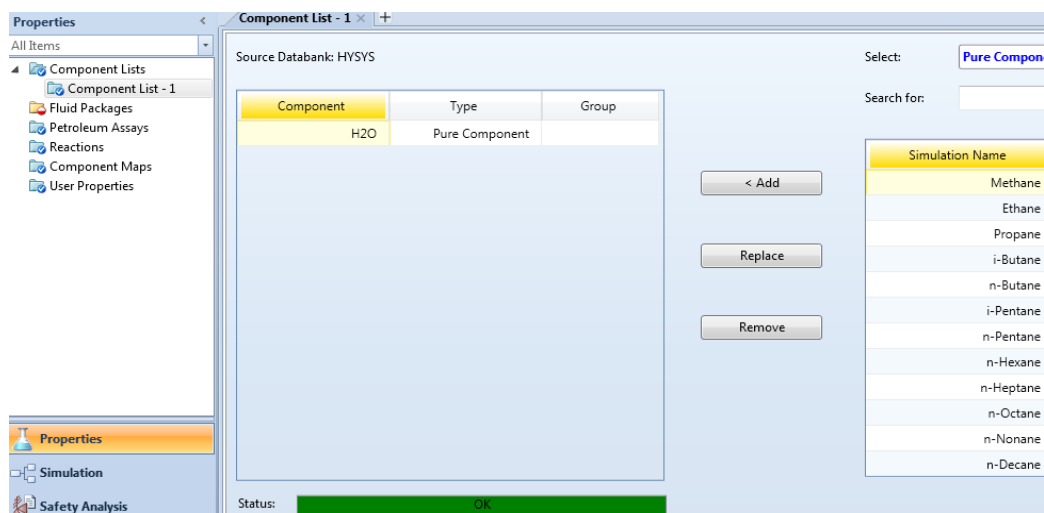 Properties
All Items
Component Lists
Component List - 1
Fluid Packages
Petroleum Assays
Reactions
Component Maps
User Properties
Properties
Simulation
Safety Analysis
Component List - 1
Source Databank: HYSYS
Component Type Group
H2O Pure Component
Status: OK
< Add
Replace
Remove
Select: Pure Compon
Search for:
Simulation Name
Methane
Ethane
Propane
i-Butane
n-Butane
i-Pentane
n-Pentane
n-Hexane
n-Heptane
n-Octane
n-Nonane
n-Decane